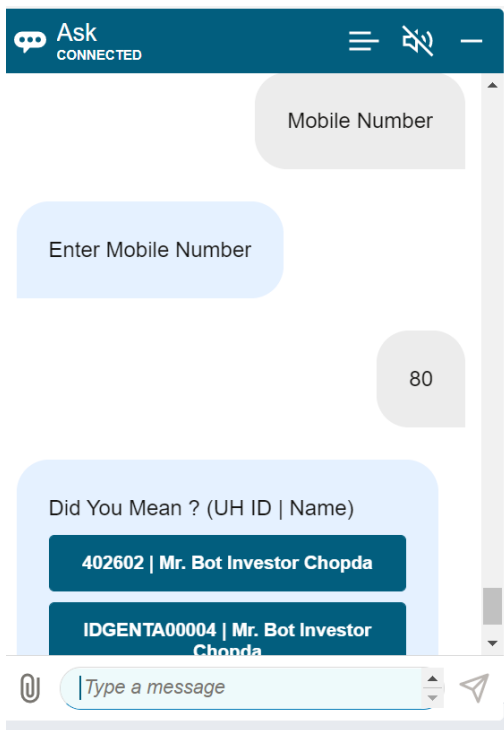 Ask
CONNECTED
Mobile Number
Enter Mobile Number
80
Did You Mean ? (UH ID | Name)
402602 | Mr. Bot Investor Chopda
IDGENTA00004 | Mr. Bot Investor
Chopda
Type a message